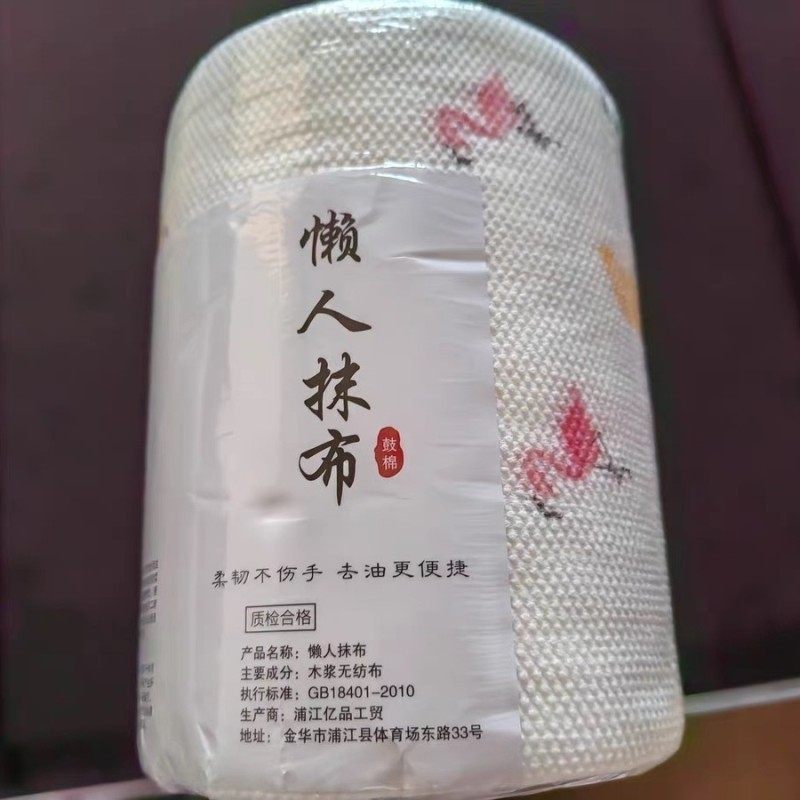 懒人抹布
鼓棉
柔韧不伤手 去油更便捷
质检合格
产品名称：懒人抹布
主要成分：木浆无纺布
执行标准：GB18401-2010
生产商：浦江亿品工贸
地址：金华市浦江县体育场东路33号